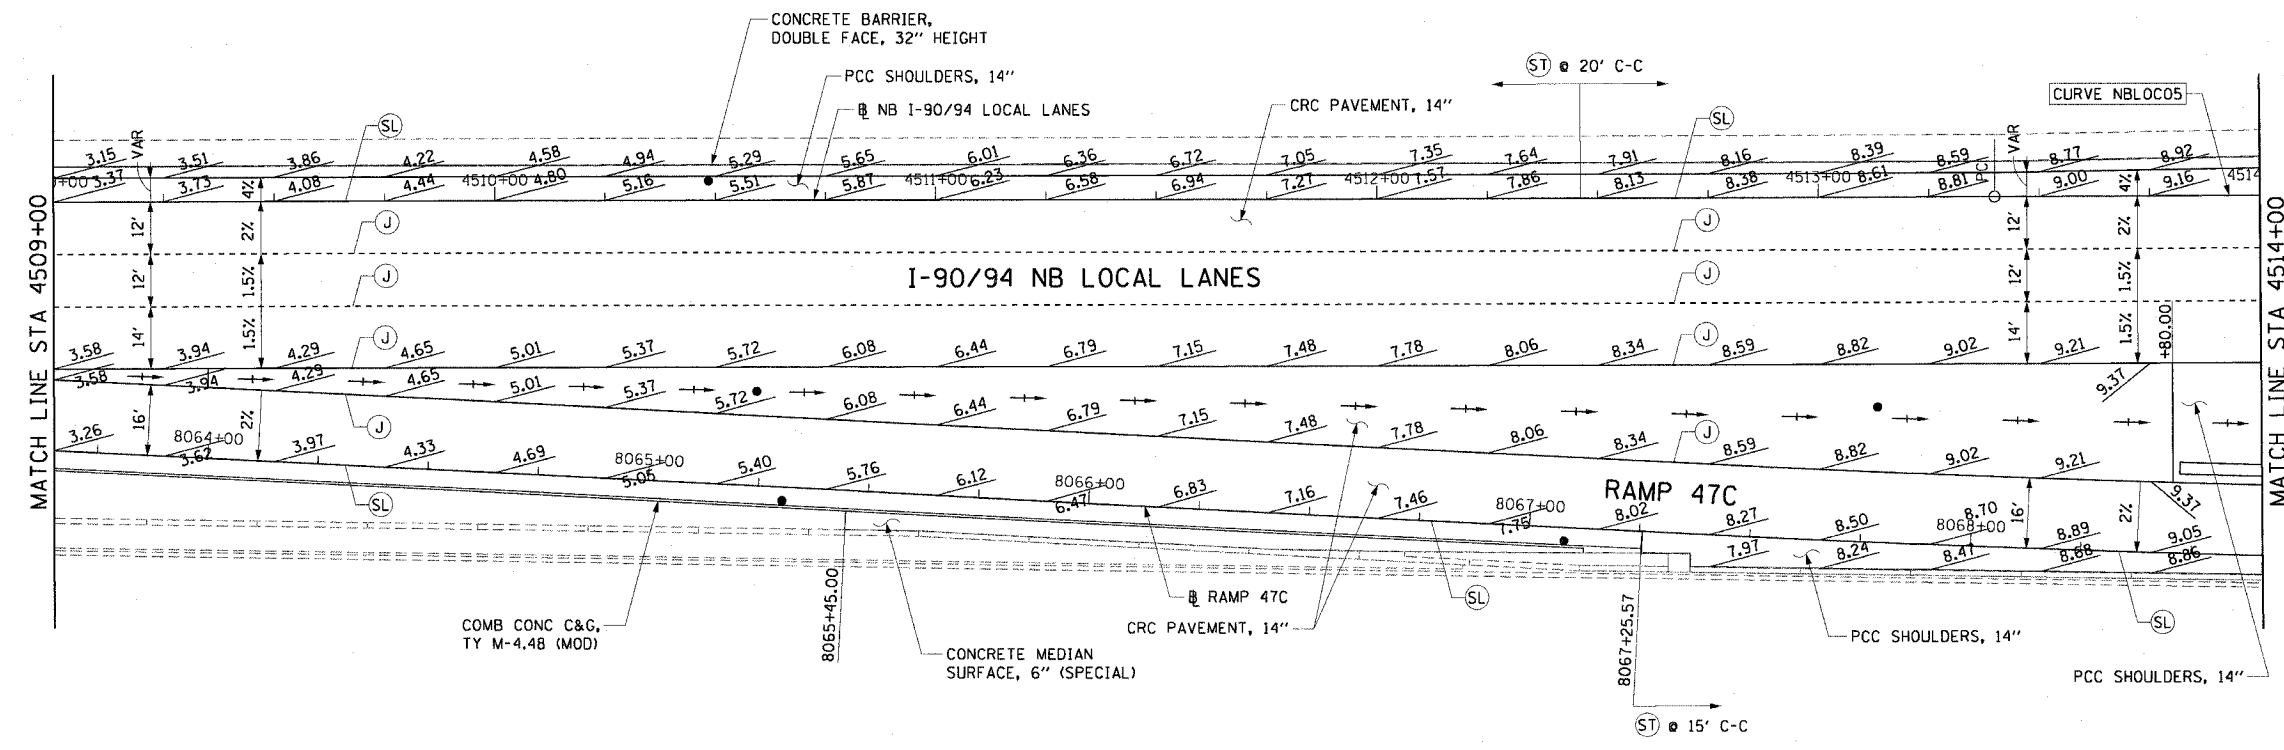 CONCRETE BARRIER,
DOUBLE FACE, 32" HEIGHT
PCC SHOULDERS, 14"
℄ NB I-90/94 LOCAL LANES
ST @ 20' C-C
CRC PAVEMENT, 14"
CURVE NBLOC05
SL SL
VAR VAR
3.15 3.51 3.86 4.22 4.58 4.94 5.29 5.65 6.01 6.36 6.72 7.05 7.35 7.64 7.91 8.16 8.39 8.59 8.77 8.92
+00 3.37 3.73 4.08 4.44 4510+00 4.80 5.16 5.51 5.87 4511+00 6.23 6.58 6.94 7.27 4512+00 7.57 7.86 8.13 8.38 4513+00 8.61 8.81 PC 9.00 9.16 4514
4% 4%
12' 2% J J 12' 2%
12' 1.5% J I-90/94 NB LOCAL LANES J 12' 1.5%
14' 1.5% J J 14' 1.5%
MATCH LINE STA 4509+00
MATCH LINE STA 4514+00
+80.00
3.58 3.94 4.29 4.65 5.01 5.37 5.72 6.08 6.44 6.79 7.15 7.48 7.78 8.06 8.34 8.59 8.82 9.02 9.21
3.58 3.94 4.29 4.65 5.01 5.37 5.72 6.08 6.44 6.79 7.15 7.48 7.78 8.06 8.34 8.59 8.82 9.02 9.21
9.37
9.37
16' 2% J J 16' 2%
RAMP 47C
8064+00 8065+00 8066+00 8067+00 8068+00
3.26 3.62 3.97 4.33 4.69 5.05 5.40 5.76 6.12 6.47 6.83 7.16 7.46 7.75 8.02 8.27 8.50 8.70 8.89 9.05
7.97 8.24 8.47 8.68 8.86
SL SL SL
8065+45.00
8067+25.57
℄ RAMP 47C
CRC PAVEMENT, 14"
COMB CONC C&G,
TY M-4.48 (MOD)
CONCRETE MEDIAN
SURFACE, 6" (SPECIAL)
PCC SHOULDERS, 14"
PCC SHOULDERS, 14"
ST @ 15' C-C